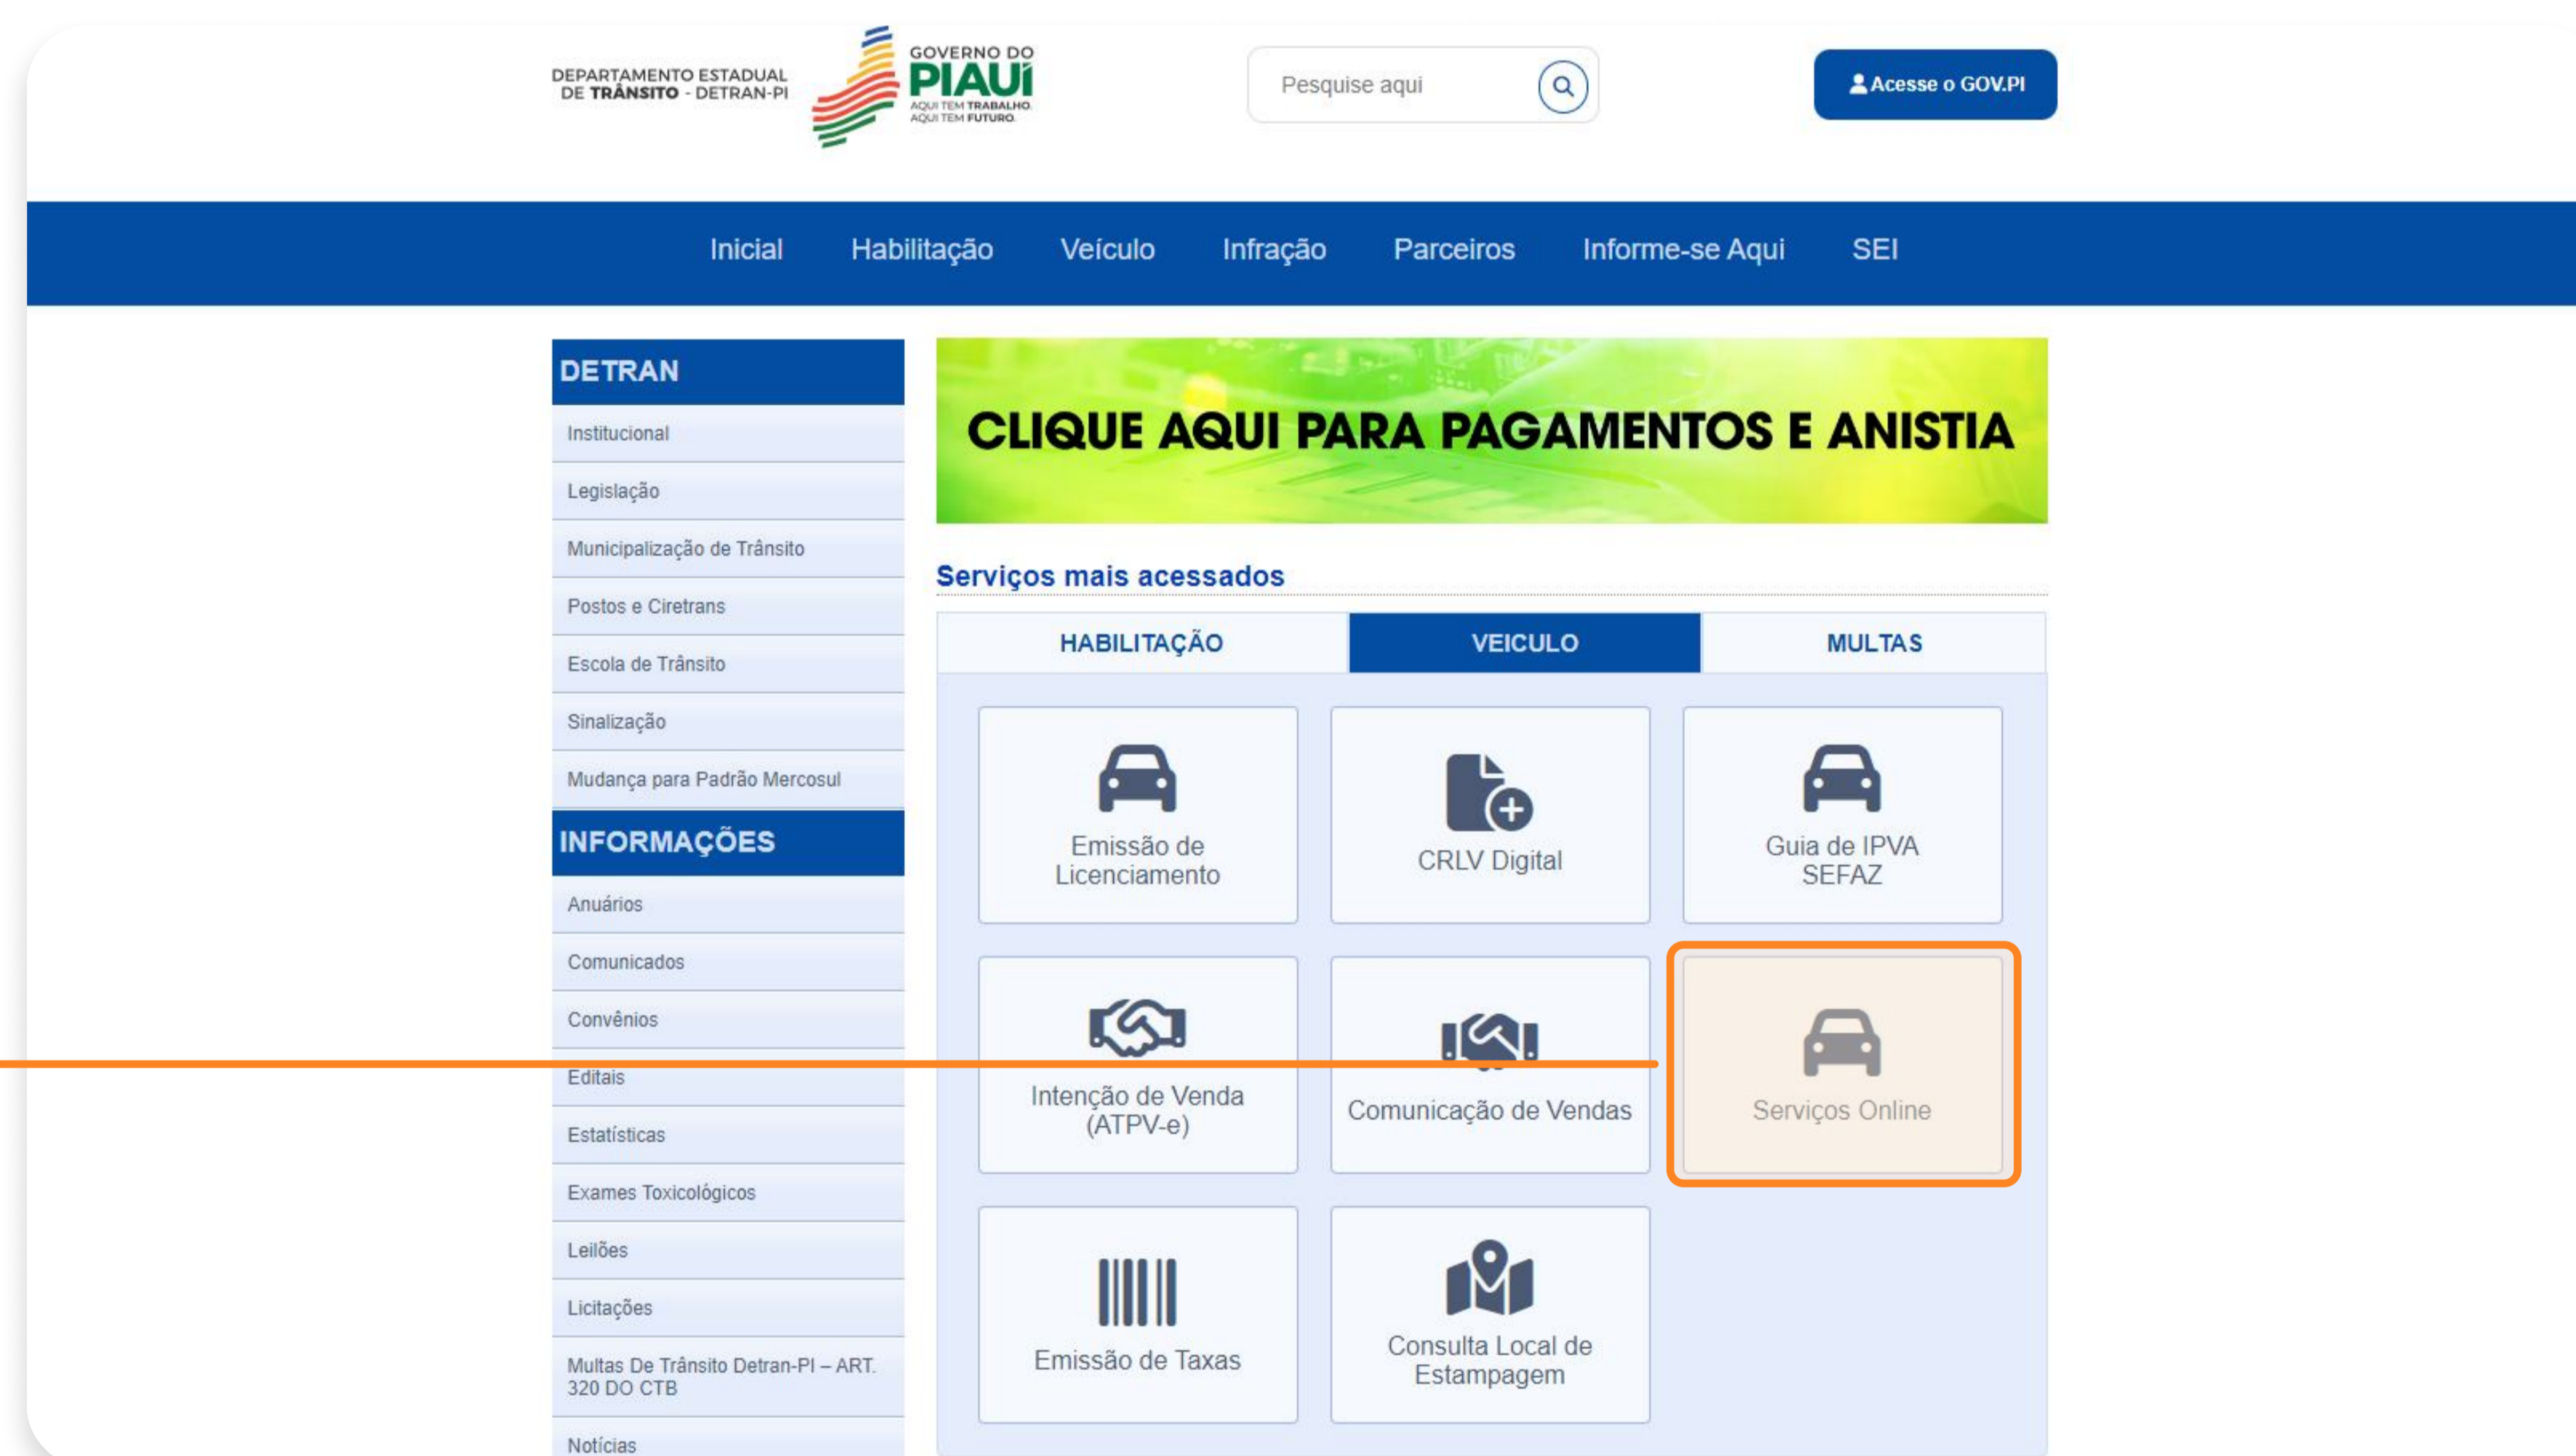 DEPARTAMENTO ESTADUAL
DE TRÂNSITO - DETRAN-PI
GOVERNO DO
PIAUÍ
AQUI TEM TRABALHO.
AQUI TEM FUTURO.
Pesquise aqui
Acesse o GOV.PI
Inicial Habilitação Veículo Infração Parceiros Informe-se Aqui SEI
DETRAN
Institucional
Legislação
Municipalização de Trânsito
Postos e Ciretrans
Escola de Trânsito
Sinalização
Mudança para Padrão Mercosul
INFORMAÇÕES
Anuários
Comunicados
Convênios
Editais
Estatísticas
Exames Toxicológicos
Leilões
Licitações
Multas De Trânsito Detran-PI – ART.
320 DO CTB
Notícias
CLIQUE AQUI PARA PAGAMENTOS E ANISTIA
Serviços mais acessados
HABILITAÇÃO VEICULO MULTAS
Emissão de
Licenciamento
CRLV Digital
Guia de IPVA
SEFAZ
Intenção de Venda
(ATPV-e)
Comunicação de Vendas
Serviços Online
Emissão de Taxas
Consulta Local de
Estampagem